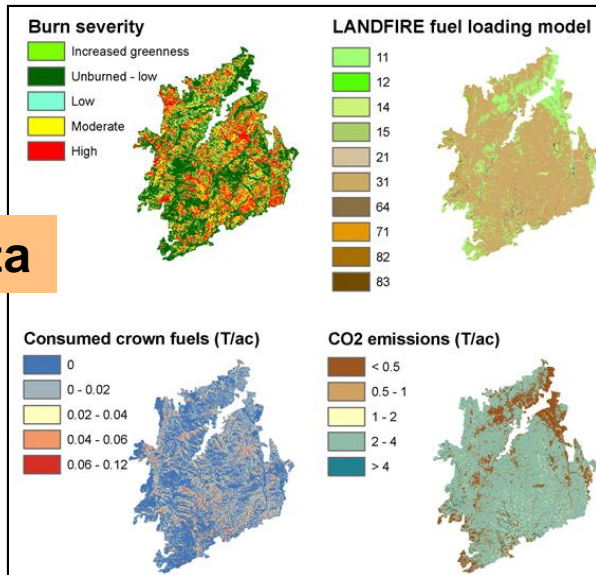 Burn severity
Increased greenness
Unburned - low
Low
Moderate
High
LANDFIRE fuel loading model
11
12
14
15
21
31
64
71
82
83
ta
Consumed crown fuels (T/ac)
0
0 - 0.02
0.02 - 0.04
0.04 - 0.06
0.06 - 0.12
CO2 emissions (T/ac)
< 0.5
0.5 - 1
1 - 2
2 - 4
> 4